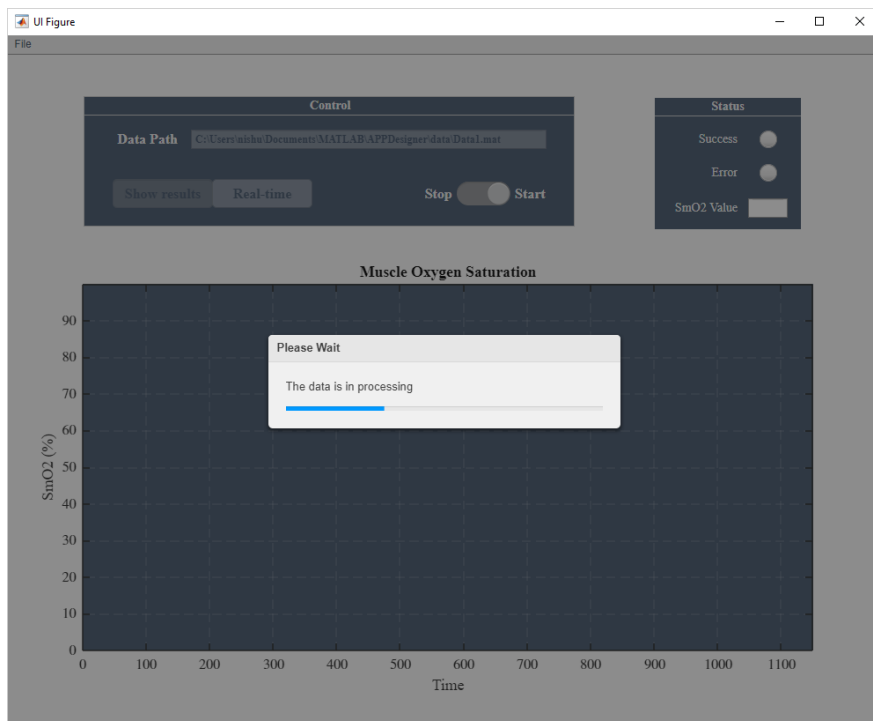 UI Figure
File
Control
Data Path C:\Users\nishu\Documents\MATLAB\APPDesigner\data\Data1.mat
Show results Real-time Stop Start
Status
Success
Error
SmO2 Value
Muscle Oxygen Saturation
Please Wait
The data is in processing
SmO2 (%)
90
80
70
60
50
40
30
20
10
0
0 100 200 300 400 500 600 700 800 900 1000 1100
Time